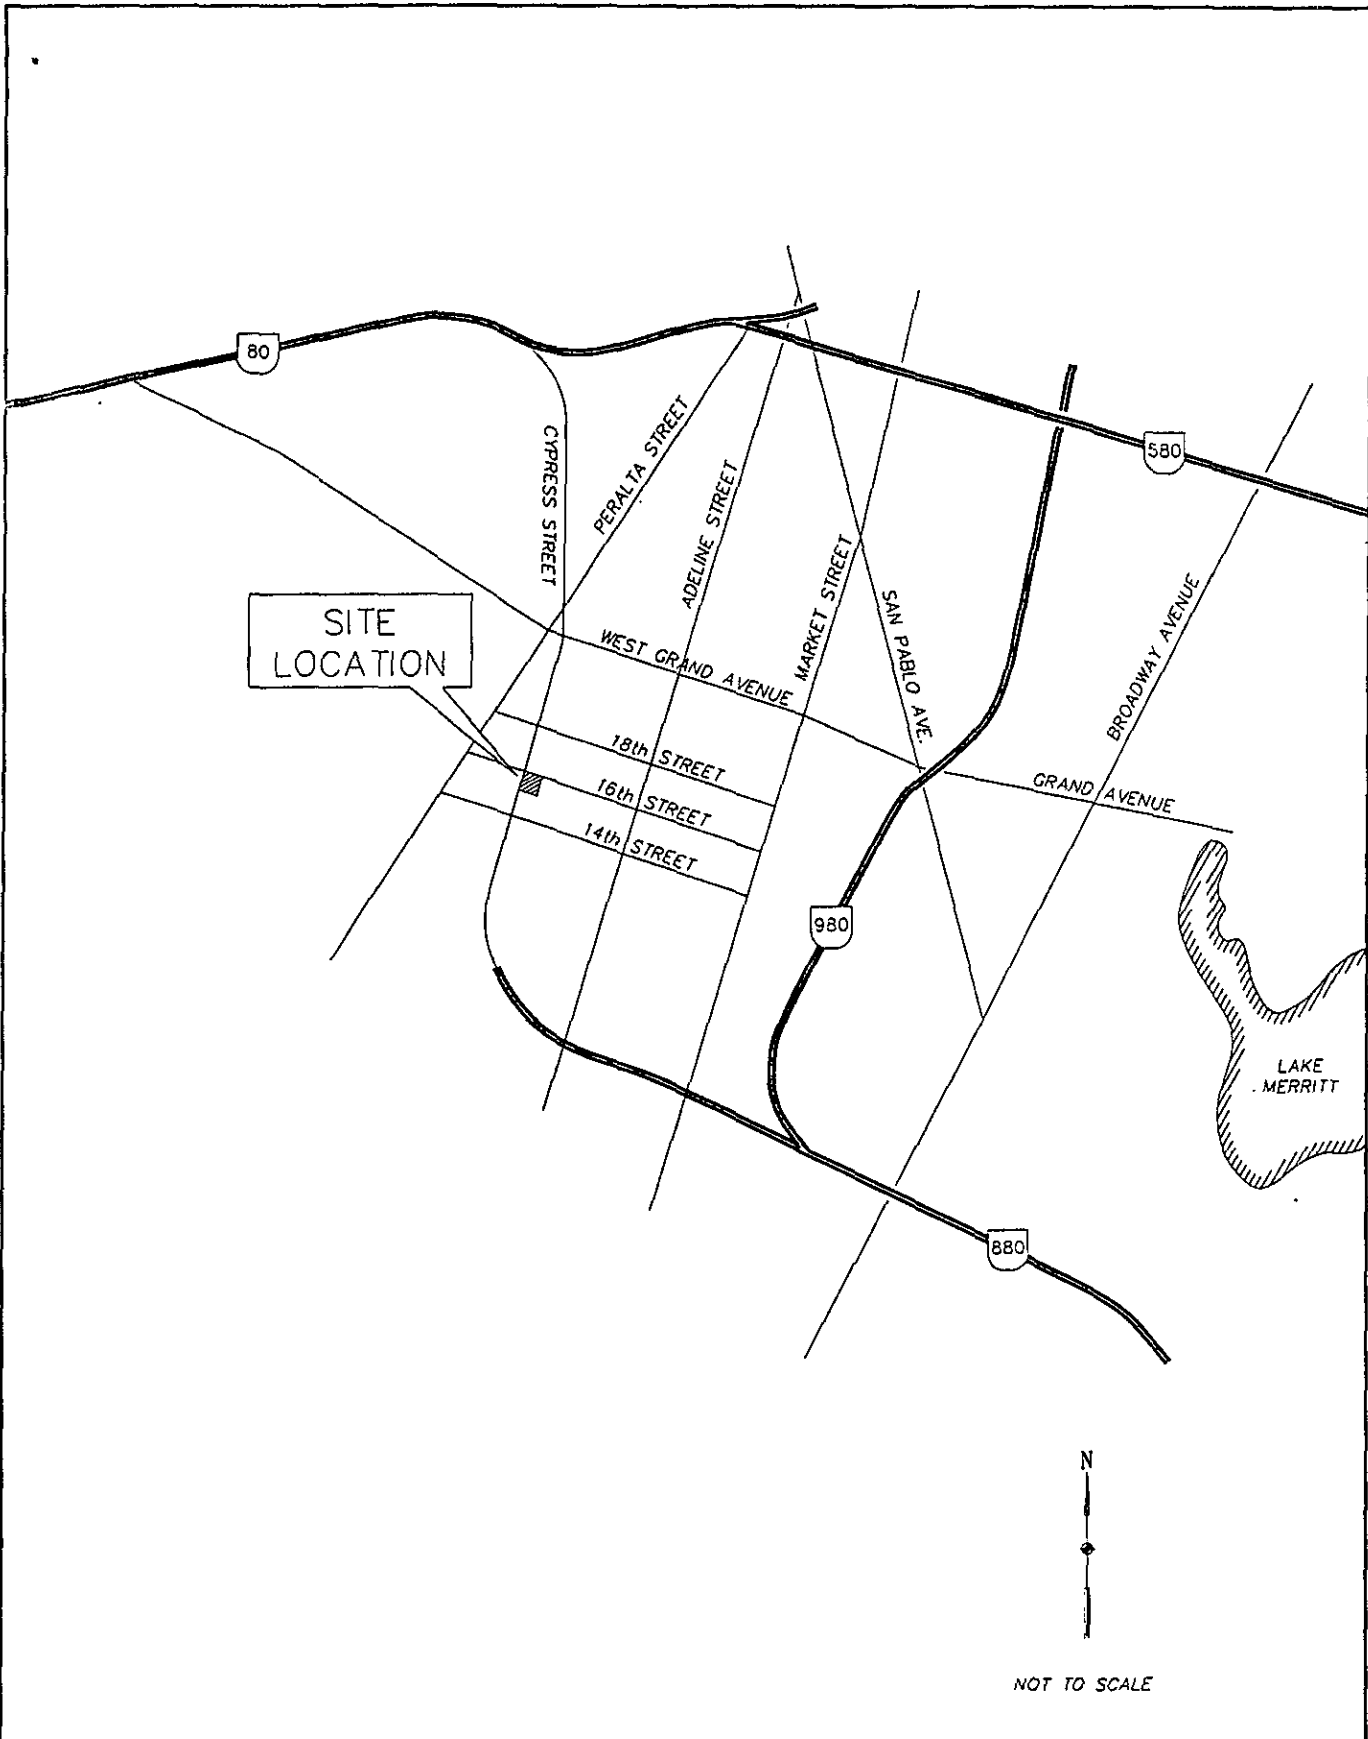 80
580
CYPRESS STREET
PERALTA STREET
ADELINE STREET
MARKET STREET
SAN PABLO AVE.
BROADWAY AVENUE
SITE
LOCATION
WEST GRAND AVENUE
18th STREET
16th STREET
14th STREET
GRAND AVENUE
980
LAKE
MERRITT
880
N
NOT TO SCALE